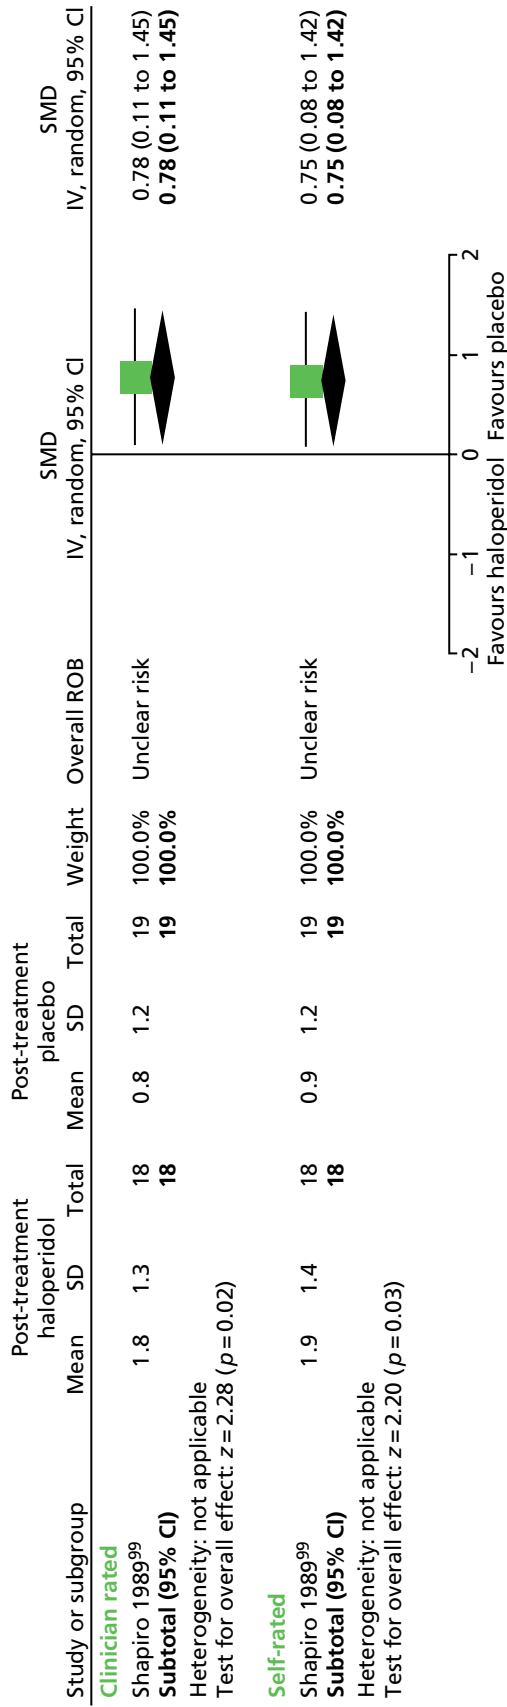 Post-treatment haloperidol Post-treatment placebo SMD SMD
Study or subgroup Mean SD Total Mean SD Total Weight Overall ROB IV, random, 95% CI IV, random, 95% CI
Clinician rated
Shapiro 1989⁹⁹ 1.8 1.3 18 0.8 1.2 19 100.0% Unclear risk 0.78 (0.11 to 1.45)
Subtotal (95% CI) 18 19 100.0% 0.78 (0.11 to 1.45)
Heterogeneity: not applicable
Test for overall effect: z = 2.28 (p = 0.02)
Self-rated
Shapiro 1989⁹⁹ 1.9 1.4 18 0.9 1.2 19 100.0% Unclear risk 0.75 (0.08 to 1.42)
Subtotal (95% CI) 18 19 100.0% 0.75 (0.08 to 1.42)
Heterogeneity: not applicable
Test for overall effect: z = 2.20 (p = 0.03)
−2 −1 0 1 2
Favours haloperidol Favours placebo